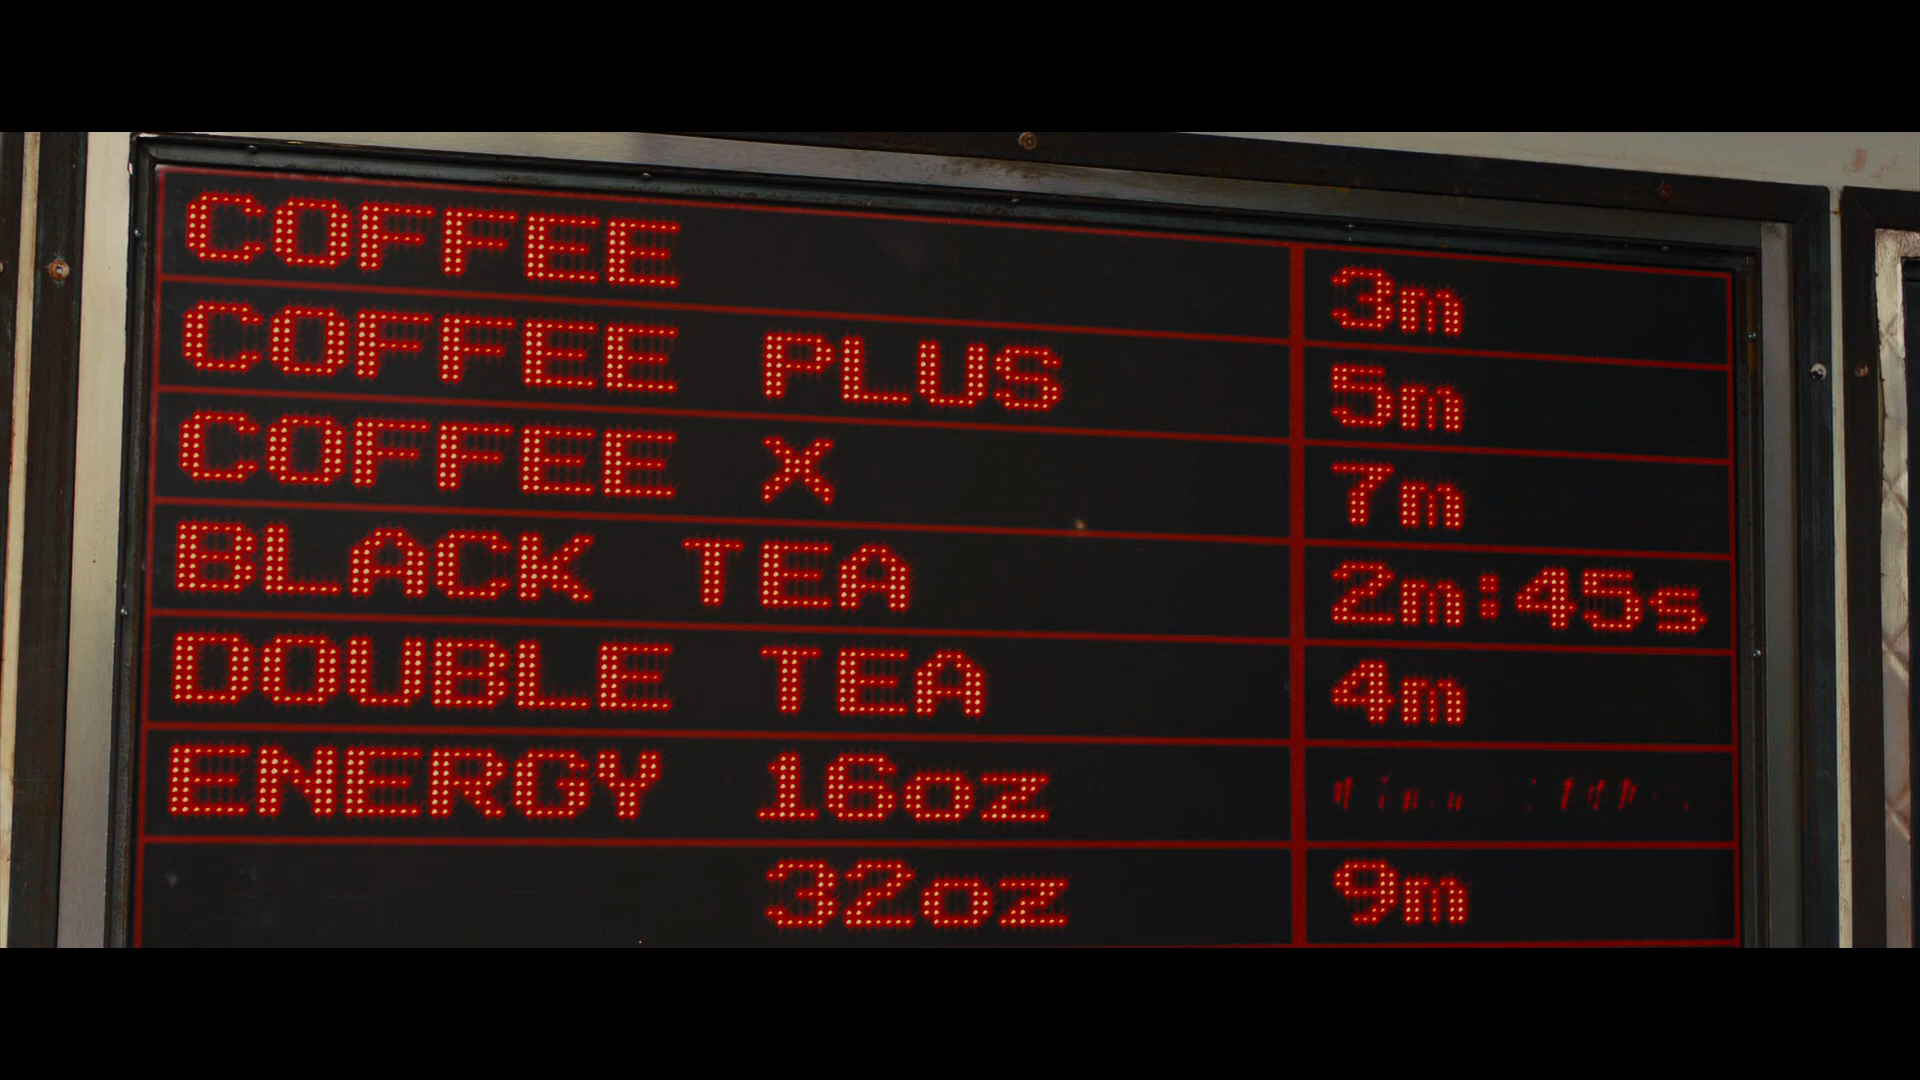 COFFEE 3m
COFFEE PLUS 5m
COFFEE X 7m
BLACK TEA 2m:45s
DOUBLE TEA 4m
ENERGY 16oz
32oz 9m